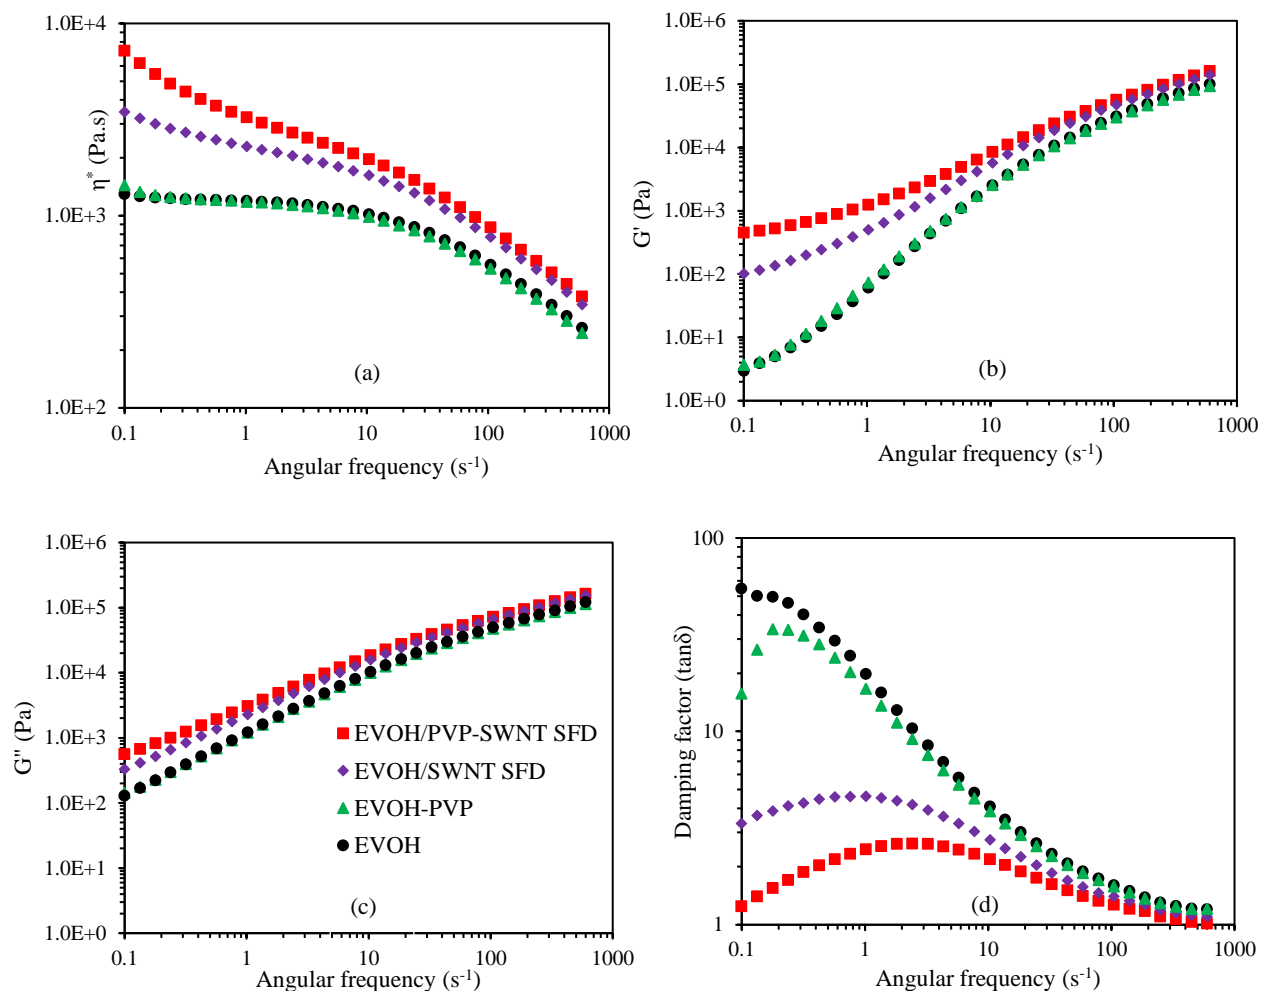 1.0E+4
1.0E+3
1.0E+2
η* (Pa.s)
(a)
0.1 1 10 100 1000
Angular frequency (s-1)
1.0E+6
1.0E+5
1.0E+4
1.0E+3
1.0E+2
1.0E+1
1.0E+0
G' (Pa)
(b)
0.1 1 10 100 1000
Angular frequency (s-1)
1.0E+6
1.0E+5
1.0E+4
1.0E+3
1.0E+2
1.0E+1
1.0E+0
G'' (Pa)
EVOH/PVP-SWNT SFD
EVOH/SWNT SFD
EVOH-PVP
EVOH
(c)
0.1 1 10 100 1000
Angular frequency (s-1)
100
10
1
Damping factor (tanδ)
(d)
0.1 1 10 100 1000
Angular frequency (s-1)